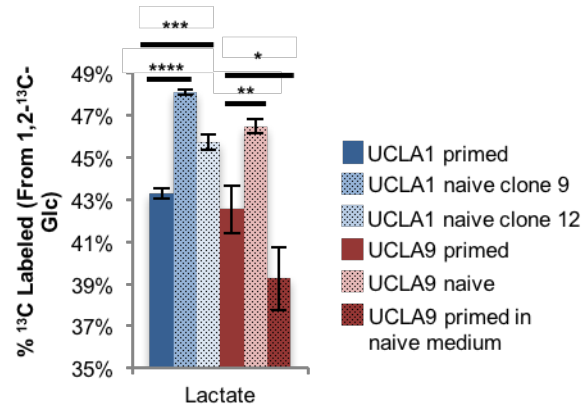 ***
*
****
**
% ¹³C Labeled (From 1,2-¹³C-
Glc)
49%
47%
45%
43%
41%
39%
37%
35%
Lactate
UCLA1 primed
UCLA1 naive clone 9
UCLA1 naive clone 12
UCLA9 primed
UCLA9 naive
UCLA9 primed in
naive medium